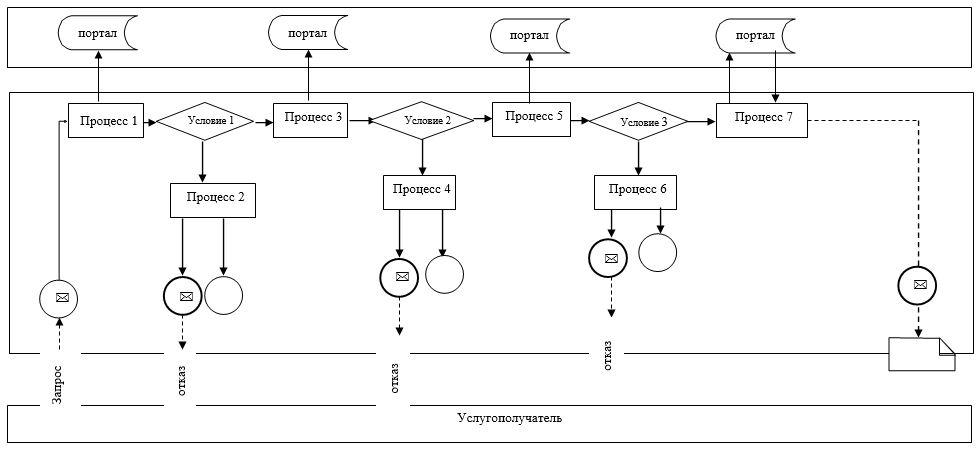 портал
портал
портал
портал
Процесс 1
Условие 1
Процесс 3
Условие 2
Процесс 5
Условие 3
Процесс 7
Процесс 2
Процесс 4
Процесс 6
Запрос
отказ
отказ
отказ
Услугополучатель